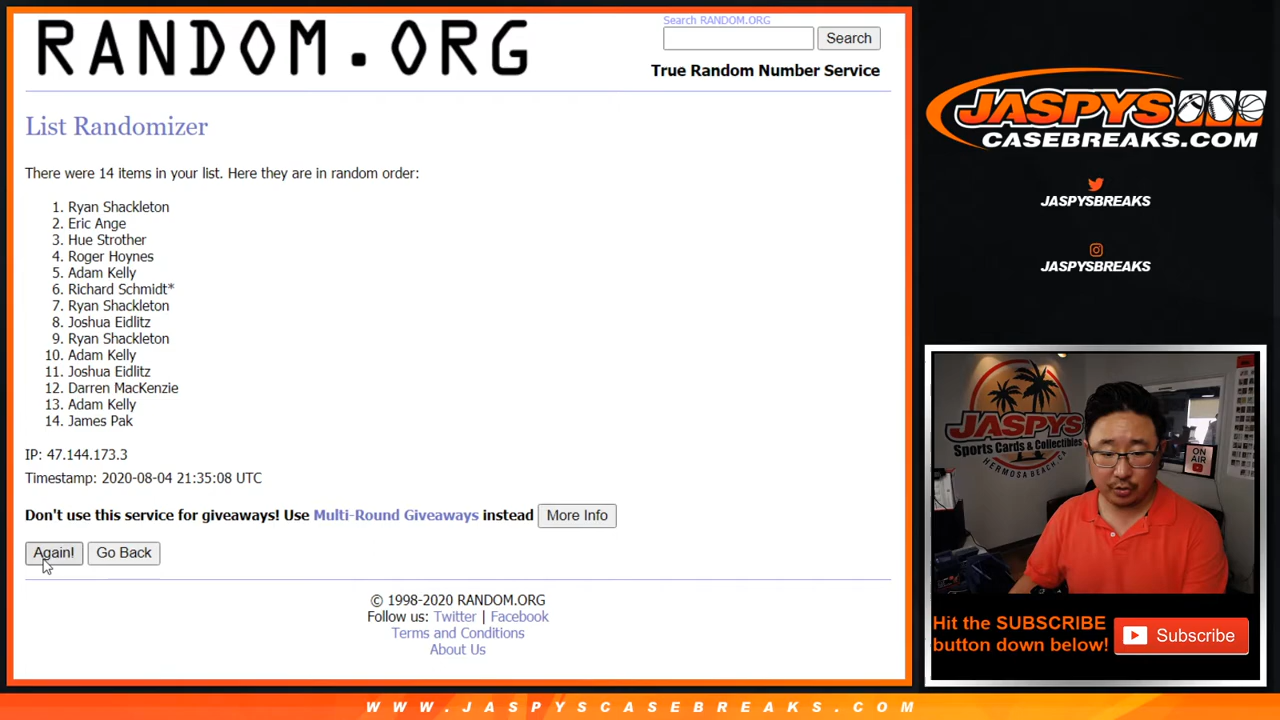 RANDOM.ORG
Search RANDOM.ORG
Search
True Random Number Service
List Randomizer
There were 14 items in your list. Here they are in random order:
1. Ryan Shackleton
2. Eric Ange
3. Hue Strother
4. Roger Hoynes
5. Adam Kelly
6. Richard Schmidt*
7. Ryan Shackleton
8. Joshua Eidlitz
9. Ryan Shackleton
10. Adam Kelly
11. Joshua Eidlitz
12. Darren MacKenzie
13. Adam Kelly
14. James Pak
IP: 47.144.173.3
Timestamp: 2020-08-04 21:35:08 UTC
Don't use this service for giveaways! Use Multi-Round Giveaways instead More Info
Again! Go Back
© 1998-2020 RANDOM.ORG
Follow us: Twitter | Facebook
Terms and Conditions
About Us
JASPYS
CASEBREAKS.COM
JASPYSBREAKS
JASPYSBREAKS
JASPYS
Sports Cards & Collectibles
HERMOSA BEACH, CA
ON AIR
Hit the SUBSCRIBE
button down below!
Subscribe
WWW.JASPYSCASEBREAKS.COM